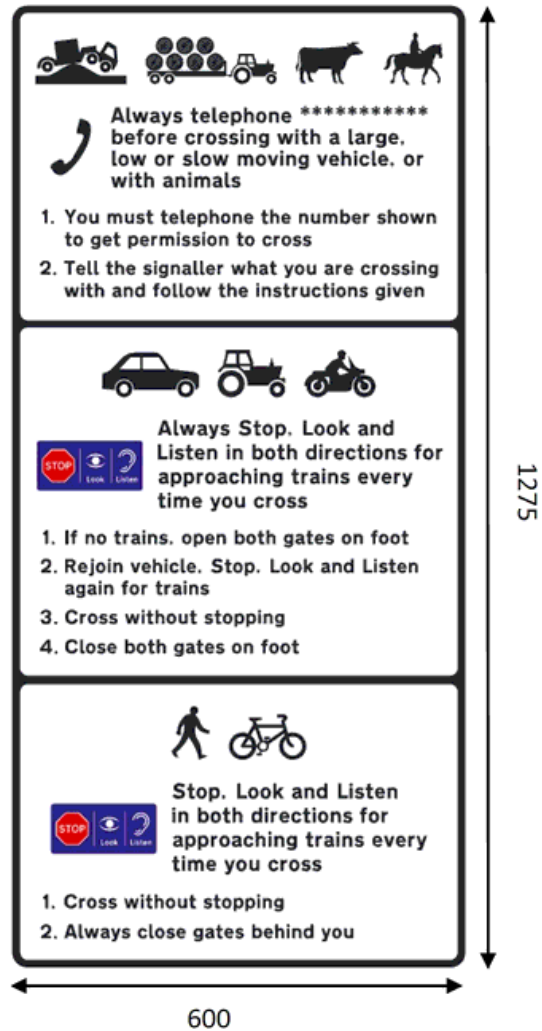 Always telephone ***********
before crossing with a large,
low or slow moving vehicle, or
with animals
1. You must telephone the number shown
to get permission to cross
2. Tell the signaller what you are crossing
with and follow the instructions given
Always Stop, Look and
Listen in both directions for
approaching trains every
time you cross
STOP Look Listen
1. If no trains, open both gates on foot
2. Rejoin vehicle. Stop, Look and Listen
again for trains
3. Cross without stopping
4. Close both gates on foot
Stop, Look and Listen
in both directions for
approaching trains every
time you cross
STOP Look Listen
1. Cross without stopping
2. Always close gates behind you
1275
600